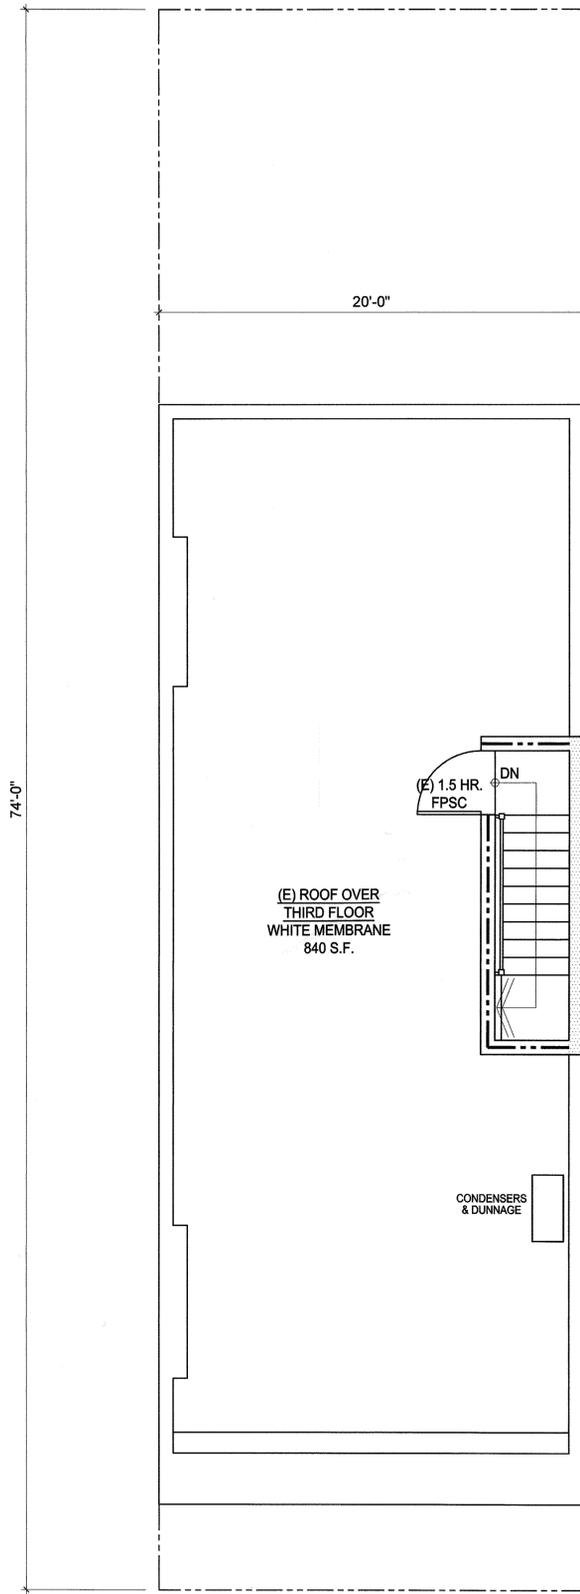 20'-0"
74'-0"
DN
(E) 1.5 HR.
FPSC
(E) ROOF OVER
THIRD FLOOR
WHITE MEMBRANE
840 S.F.
CONDENSERS
& DUNNAGE